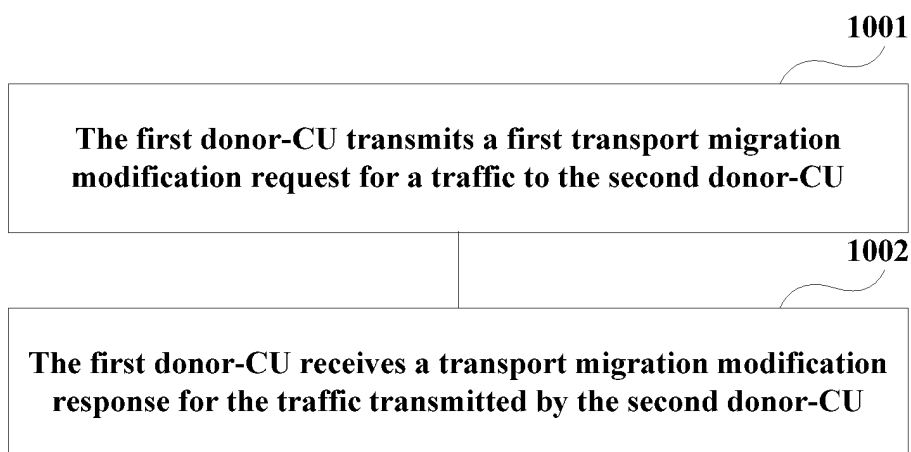 1001
The first donor-CU transmits a first transport migration
modification request for a traffic to the second donor-CU
1002
The first donor-CU receives a transport migration modification
response for the traffic transmitted by the second donor-CU